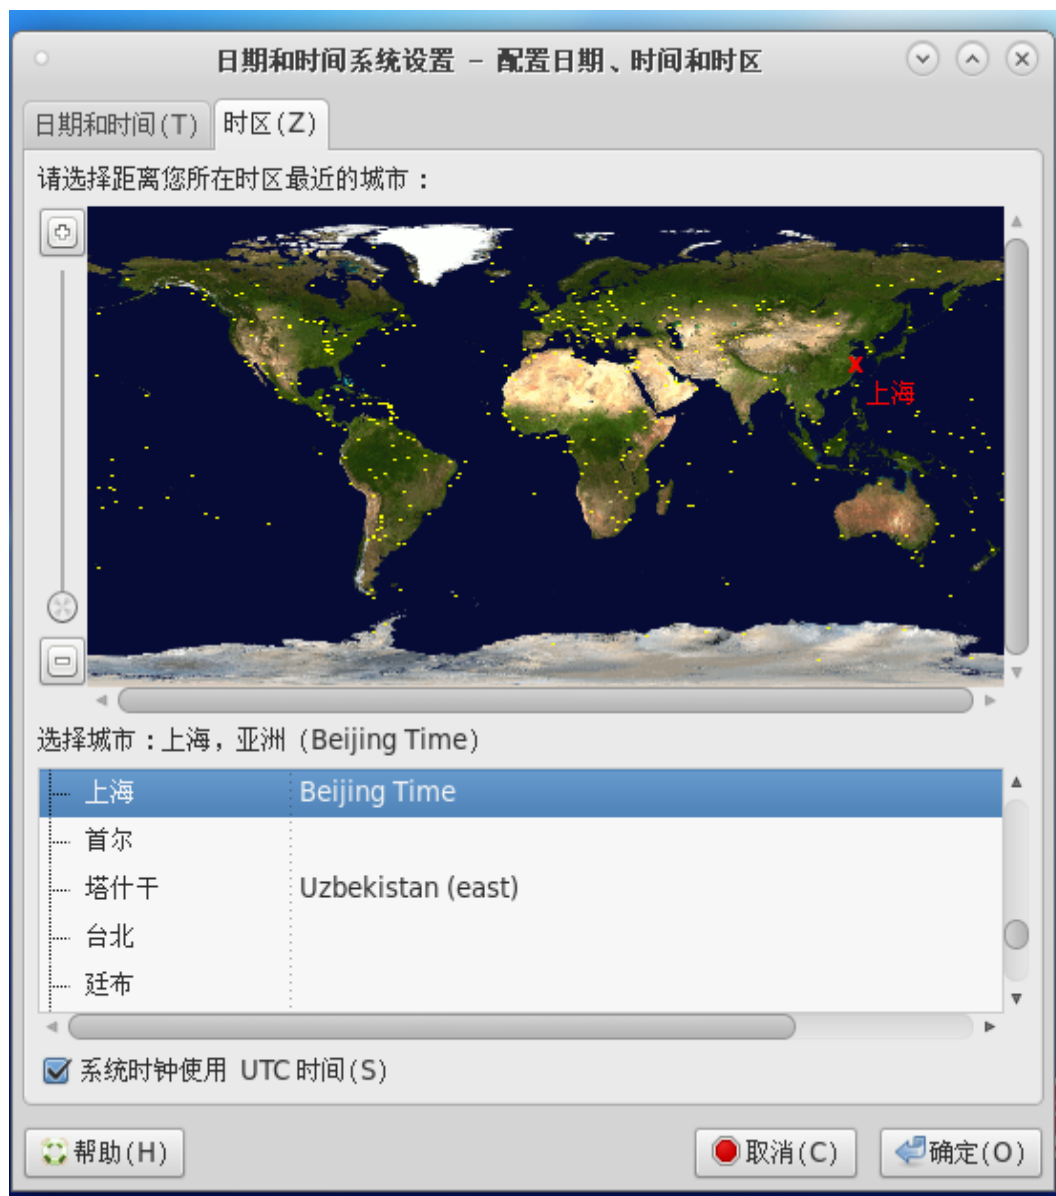 日期和时间系统设置 – 配置日期、时间和时区
日期和时间(T) 时区(Z)
请选择距离您所在时区最近的城市：
上海
选择城市：上海，亚洲 (Beijing Time)
上海 Beijing Time
首尔
塔什干 Uzbekistan (east)
台北
廷布
系统时钟使用 UTC 时间(S)
帮助(H) 取消(C) 确定(O)